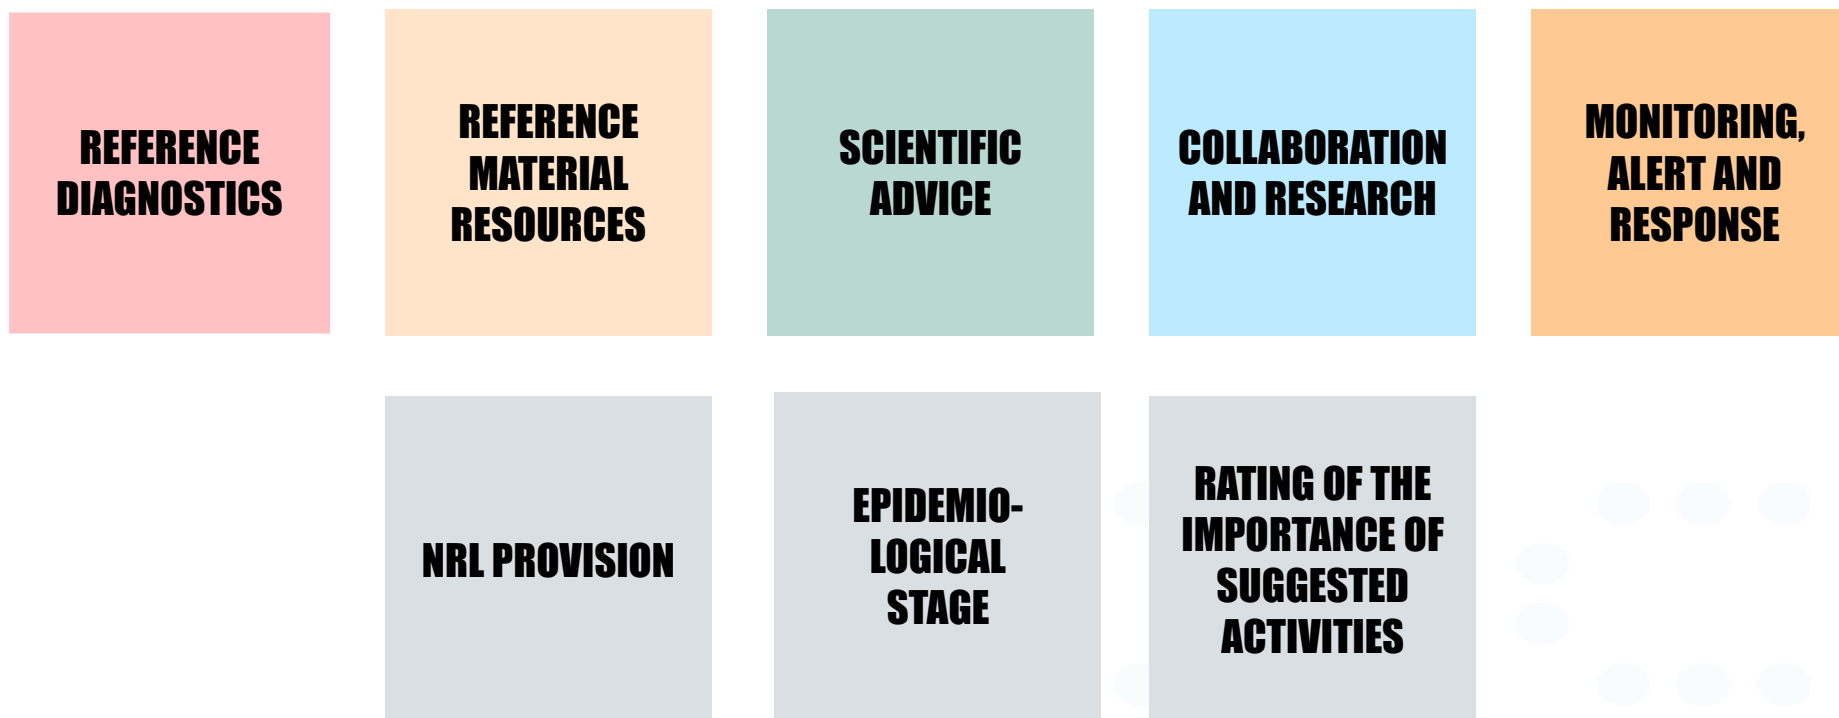 REFERENCE
DIAGNOSTICS
REFERENCE
MATERIAL
RESOURCES
SCIENTIFIC
ADVICE
COLLABORATION
AND RESEARCH
MONITORING,
ALERT AND
RESPONSE
NRL PROVISION
EPIDEMIO-
LOGICAL
STAGE
RATING OF THE
IMPORTANCE OF
SUGGESTED
ACTIVITIES